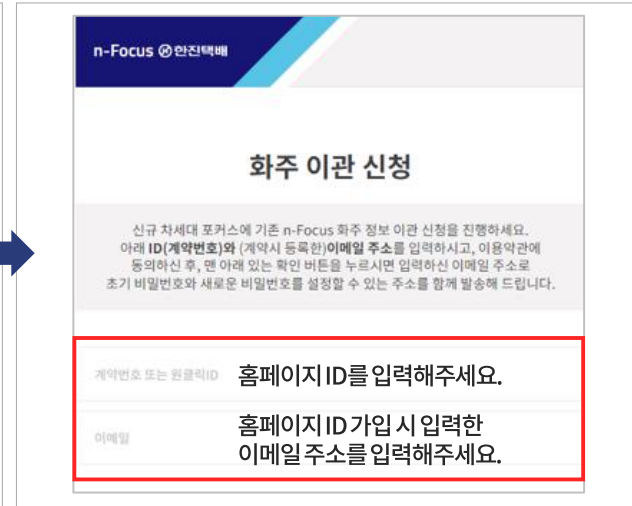 n-Focus 한진택배
화주 이관 신청
신규 차세대 포커스에 기존 n-Focus 화주 정보 이관 신청을 진행하세요.
아래 ID(계약번호)와 (계약시 등록한)이메일 주소를 입력하시고, 이용약관에
동의하신 후, 맨 아래 있는 확인 버튼을 누르시면 입력하신 이메일 주소로
초기 비밀번호와 새로운 비밀번호를 설정할 수 있는 주소를 함께 발송해 드립니다.
계약번호 또는 원클릭ID 홈페이지 ID를 입력해주세요.
홈페이지 ID 가입 시 입력한
이메일 이메일 주소를 입력해주세요.